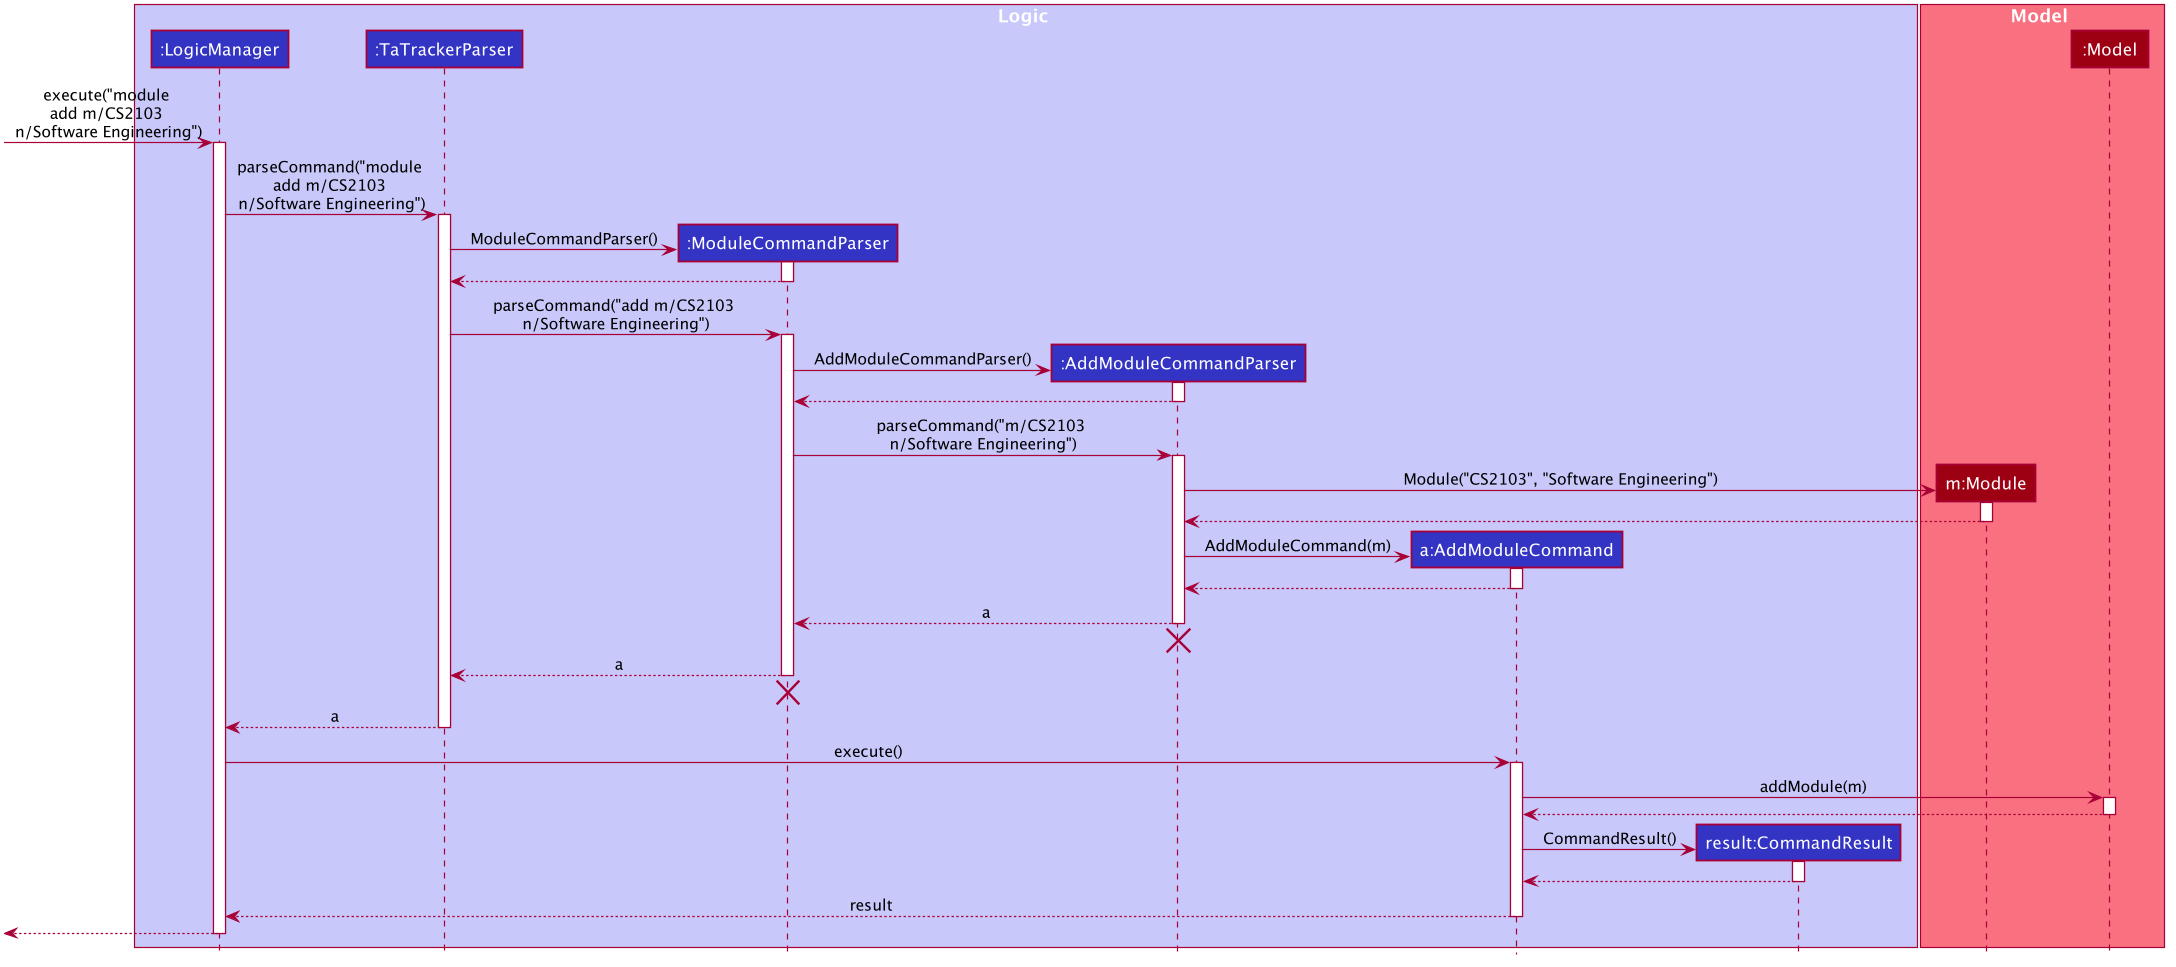 Logic
Model
:LogicManager
:TaTrackerParser
:Model
execute("module
add m/CS2103
n/Software Engineering")
parseCommand("module
add m/CS2103
n/Software Engineering")
ModuleCommandParser()
:ModuleCommandParser
parseCommand("add m/CS2103
n/Software Engineering")
AddModuleCommandParser()
:AddModuleCommandParser
parseCommand("m/CS2103
n/Software Engineering")
Module("CS2103", "Software Engineering")
m:Module
AddModuleCommand(m)
a:AddModuleCommand
a
a
a
execute()
addModule(m)
CommandResult()
result:CommandResult
result